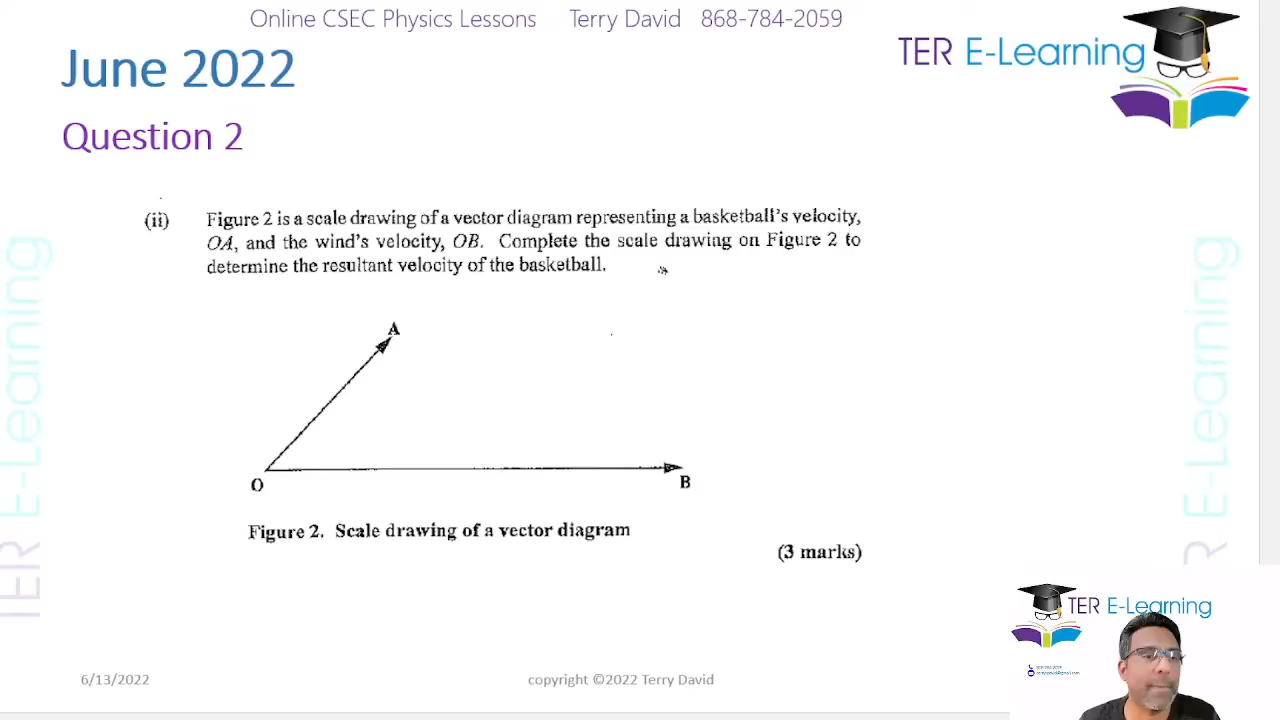 Online CSEC Physics Lessons Terry David 868-784-2059
TER E-Learning
June 2022
Question 2
(ii) Figure 2 is a scale drawing of a vector diagram representing a basketball's velocity,
OA, and the wind's velocity, OB. Complete the scale drawing on Figure 2 to
determine the resultant velocity of the basketball.
A
O
B
Figure 2. Scale drawing of a vector diagram
(3 marks)
TER E-Learning
TER E-Learning
TER E-Learning
6/13/2022
copyright ©2022 Terry David